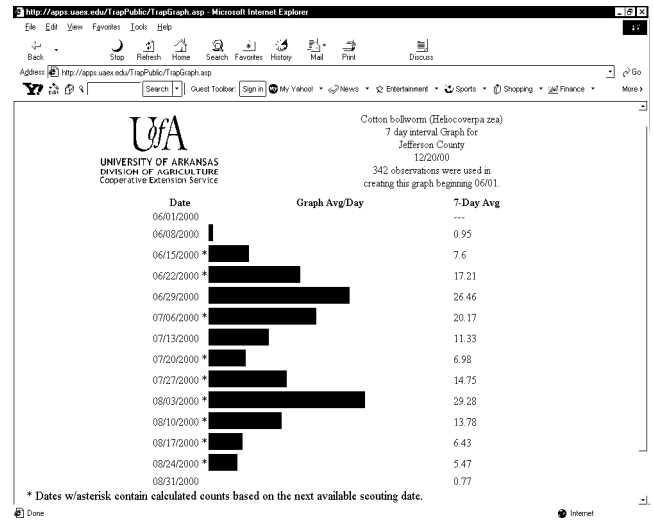 http://apps.uaex.edu/TrapPublic/TrapGraph.asp - Microsoft Internet Explorer
File Edit View Favorites Tools Help
Back Stop Refresh Home Search Favorites History Mail Print Discuss
Address http://apps.uaex.edu/TrapPublic/TrapGraph.asp Go
Y! Edit Search Guest Toolbar: Sign in My Yahoo! News Entertainment Sports Shopping Finance More
UofA
UNIVERSITY OF ARKANSAS
DIVISION OF AGRICULTURE
Cooperative Extension Service
Cotton bollworm (Heliocoverpa zea)
7 day interval Graph for
Jefferson County
12/20/00
342 observations were used in
creating this graph beginning 06/01.
Date Graph Avg/Day 7-Day Avg
06/01/2000 ---
06/08/2000 0.95
06/15/2000 * 7.6
06/22/2000 * 17.21
06/29/2000 26.46
07/06/2000 * 20.17
07/13/2000 11.33
07/20/2000 * 6.98
07/27/2000 * 14.75
08/03/2000 * 29.28
08/10/2000 * 13.78
08/17/2000 * 6.43
08/24/2000 * 5.47
08/31/2000 0.77
* Dates w/asterisk contain calculated counts based on the next available scouting date.
Done Internet